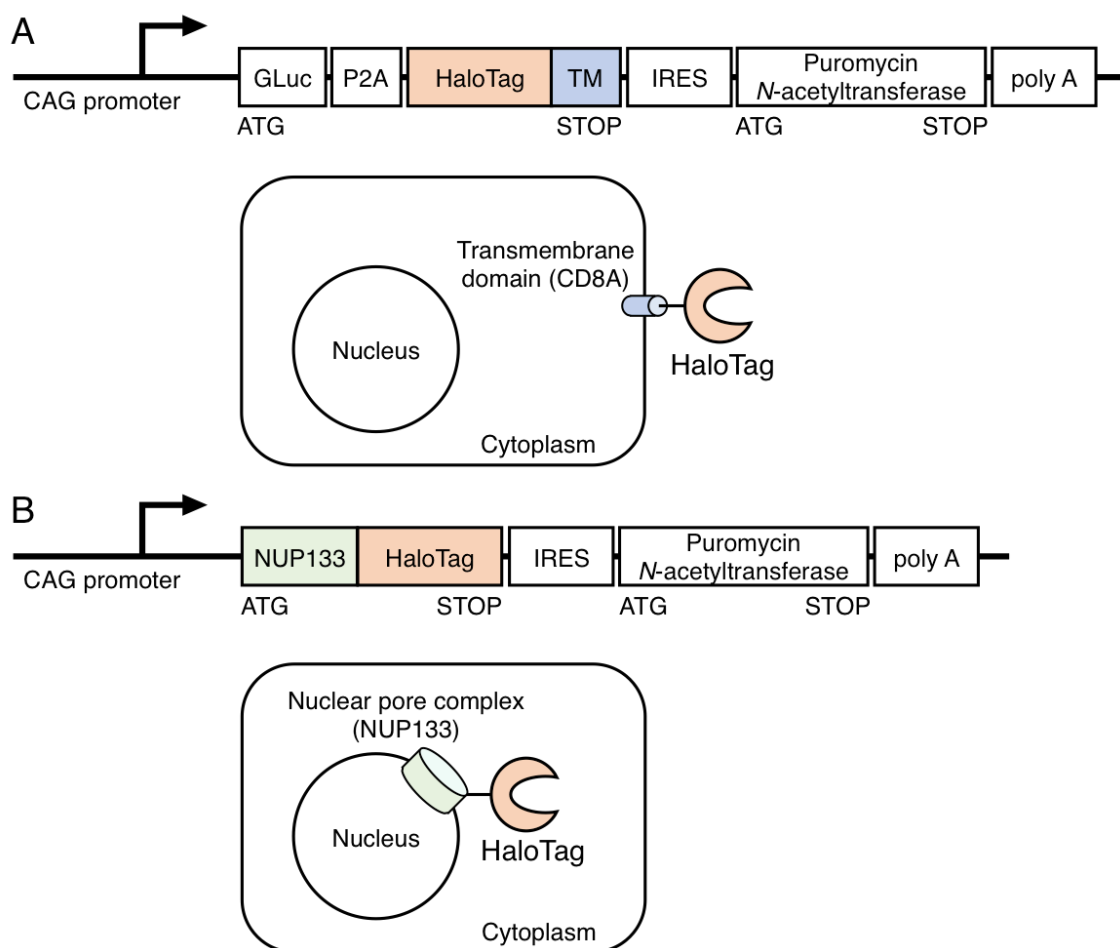 A
CAG promoter
GLuc
P2A
HaloTag
TM
IRES
Puromycin
N-acetyltransferase
poly A
ATG
STOP
ATG
STOP
Transmembrane
domain (CD8A)
Nucleus
HaloTag
Cytoplasm
B
CAG promoter
NUP133
HaloTag
IRES
Puromycin
N-acetyltransferase
poly A
ATG
STOP
ATG
STOP
Nuclear pore complex
(NUP133)
Nucleus
HaloTag
Cytoplasm